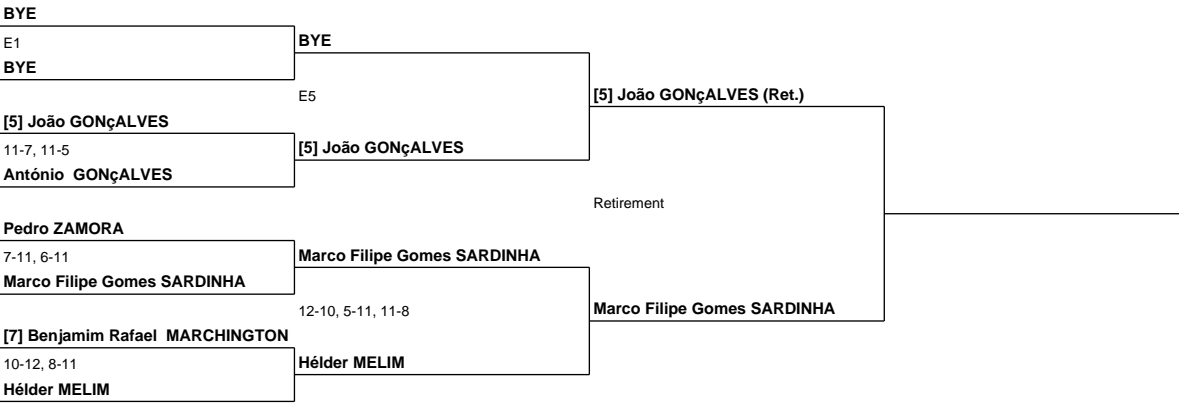 BYE
E1
BYE
BYE
E5
[5] João GONçALVES
11-7, 11-5
António GONçALVES
[5] João GONçALVES
[5] João GONçALVES (Ret.)
Retirement
Pedro ZAMORA
7-11, 6-11
Marco Filipe Gomes SARDINHA
Marco Filipe Gomes SARDINHA
12-10, 5-11, 11-8
Marco Filipe Gomes SARDINHA
[7] Benjamim Rafael MARCHINGTON
10-12, 8-11
Hélder MELIM
Hélder MELIM